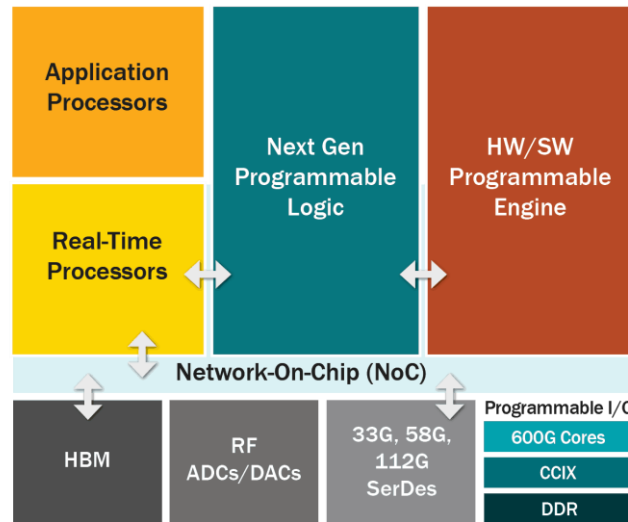 Application
Processors
Next Gen
Programmable
Logic
HW/SW
Programmable
Engine
Real-Time
Processors
Network-On-Chip (NoC)
HBM
RF
ADCs/DACs
33G, 58G,
112G
SerDes
Programmable I/O
600G Cores
CCIX
DDR